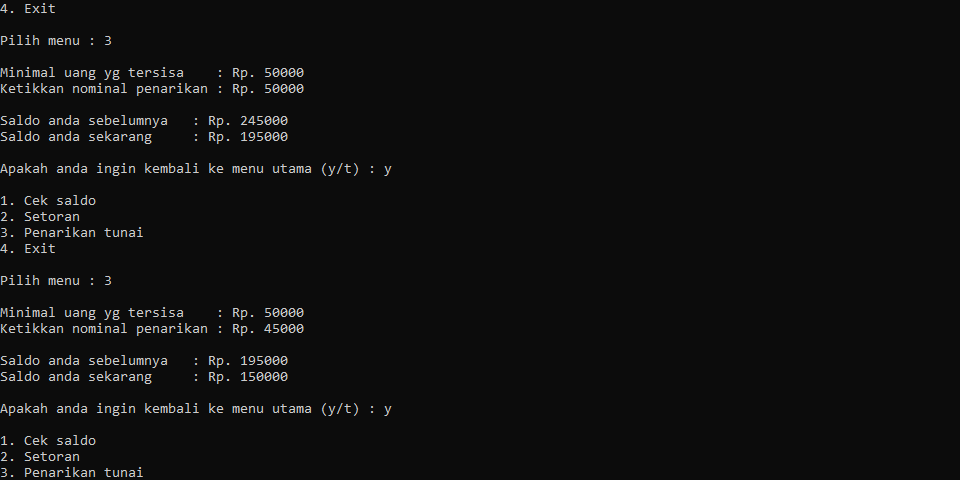 4. Exit
Pilih menu : 3
Minimal uang yg tersisa    : Rp. 50000
Ketikkan nominal penarikan : Rp. 50000
Saldo anda sebelumnya   : Rp. 245000
Saldo anda sekarang     : Rp. 195000
Apakah anda ingin kembali ke menu utama (y/t) : y
1. Cek saldo
2. Setoran
3. Penarikan tunai
4. Exit
Pilih menu : 3
Minimal uang yg tersisa    : Rp. 50000
Ketikkan nominal penarikan : Rp. 45000
Saldo anda sebelumnya   : Rp. 195000
Saldo anda sekarang     : Rp. 150000
Apakah anda ingin kembali ke menu utama (y/t) : y
1. Cek saldo
2. Setoran
3. Penarikan tunai